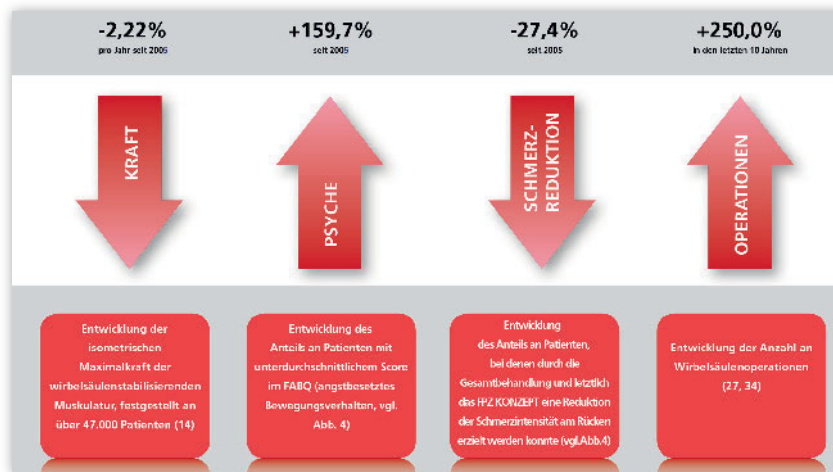 -2,22%
pro Jahr seit 2005
+159,7%
seit 2005
-27,4%
seit 2005
+250,0%
in den letzten 10 Jahren
KRAFT
PSYCHE
SCHMERZ-
REDUKTION
OPERATIONEN
Entwicklung der
isometrischen
Maximalkraft der
wirbelsäulenstabilisierenden
Muskulatur, festgestellt an
über 47.000 Patienten (14)
Entwicklung des
Anteils an Patienten mit
unterdurchschnittlichem Score
im FABQ (angstbesetztes
Bewegungsverhalten, vgl.
Abb. 4)
Entwicklung
des Anteils an Patienten,
bei denen durch die
Gesamtbehandlung und letztlich
das FPZ KONZEPT eine Reduktion
der Schmerzintensität am Rücken
erzielt werden konnte (vgl.Abb.4)
Entwicklung der Anzahl an
Wirbelsäulenoperationen
(27, 34)